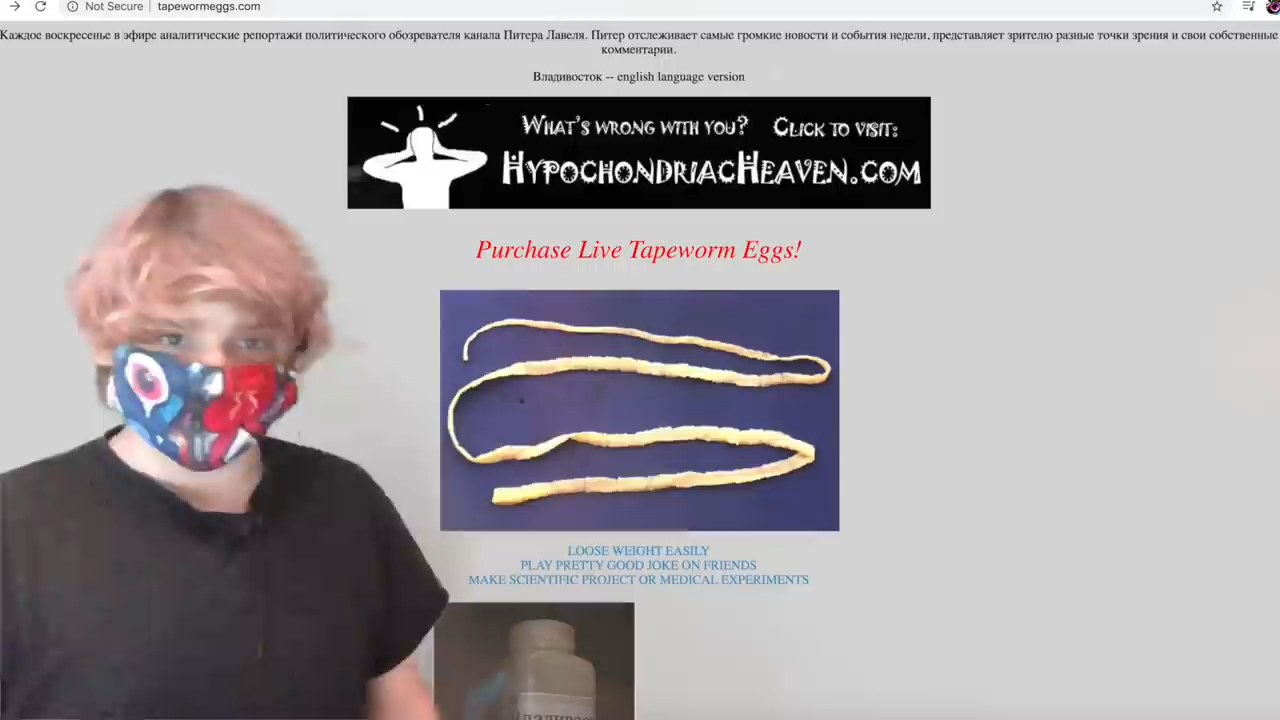 Not Secure | tapewormeggs.com
Каждое воскресенье в эфире аналитические репортажи политического обозревателя канала Питера Лавеля. Питер отслеживает самые громкие новости и события недели, представляет зрителю разные точки зрения и свои собственные
комментарии.
Владивосток -- english language version
WHAT'S WRONG WITH YOU? CLICK TO VISIT:
HYPOCHONDRIACHEAVEN.COM
Purchase Live Tapeworm Eggs!
LOOSE WEIGHT EASILY
PLAY PRETTY GOOD JOKE ON FRIENDS
MAKE SCIENTIFIC PROJECT OR MEDICAL EXPERIMENTS